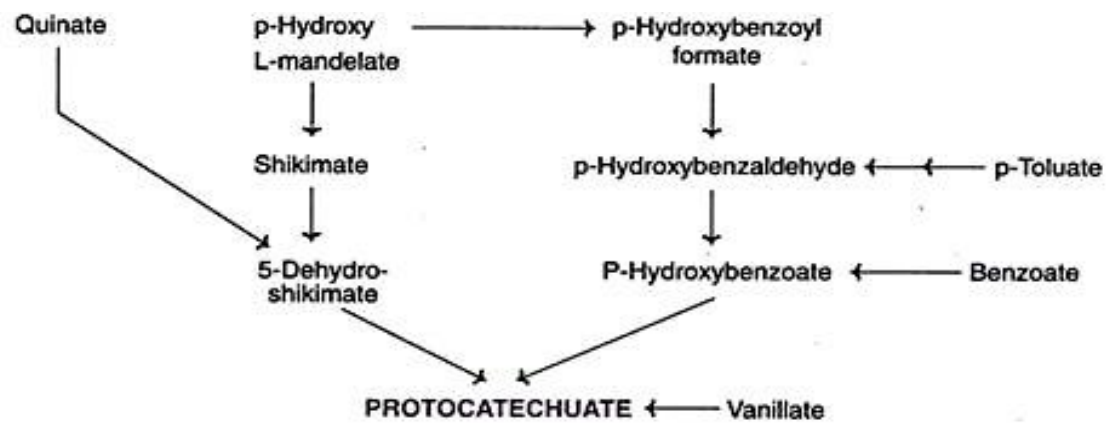 Quinate
p-Hydroxy
L-mandelate
p-Hydroxybenzoyl
formate
Shikimate
p-Hydroxybenzaldehyde
p-Toluate
5-Dehydro-
shikimate
P-Hydroxybenzoate
Benzoate
PROTOCATECHUATE
Vanillate